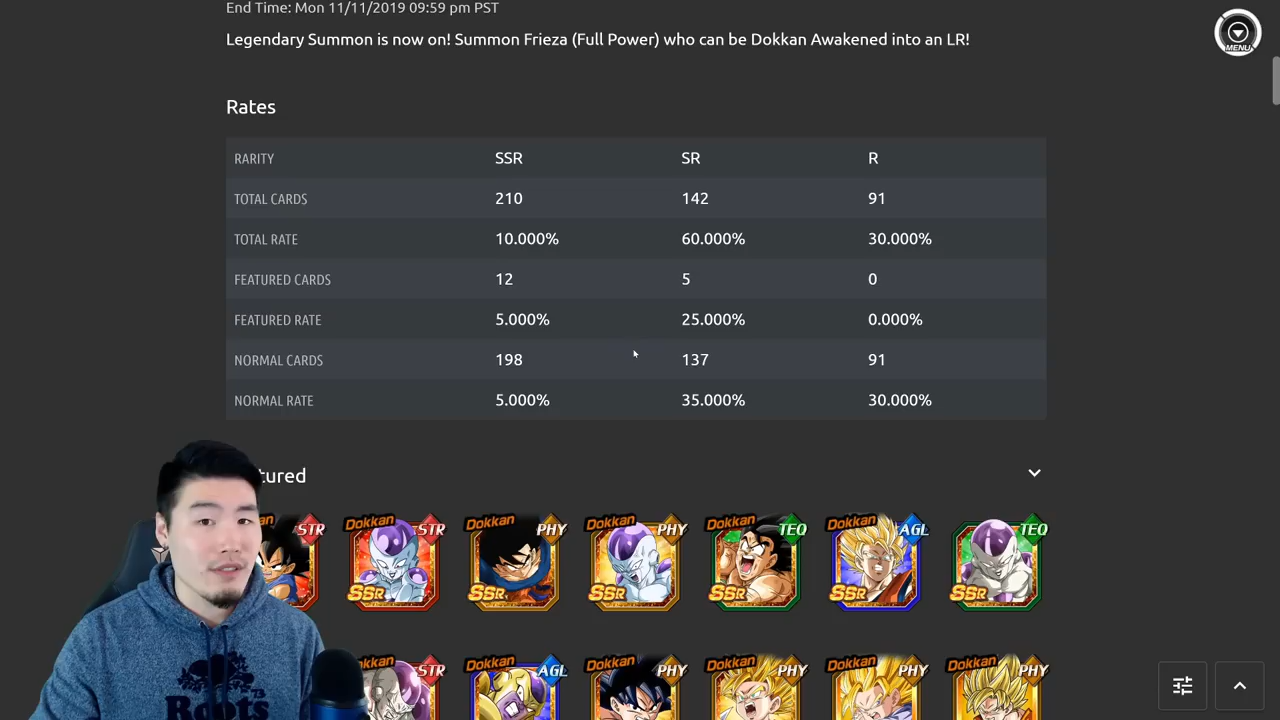 End Time: Mon 11/11/2019 09:59 pm PST
MENU
Legendary Summon is now on! Summon Frieza (Full Power) who can be Dokkan Awakened into an LR!
Rates
RARITY SSR SR R
TOTAL CARDS 210 142 91
TOTAL RATE 10.000% 60.000% 30.000%
FEATURED CARDS 12 5 0
FEATURED RATE 5.000% 25.000% 0.000%
NORMAL CARDS 198 137 91
NORMAL RATE 5.000% 35.000% 30.000%
tured
STR Dokkan STR Dokkan PHY Dokkan PHY Dokkan TEQ Dokkan AGL TEQ
SSR SSR SSR SSR SSR SSR
Dokkan STR Dokkan AGL Dokkan PHY Dokkan PHY Dokkan PHY Dokkan PHY
Roots